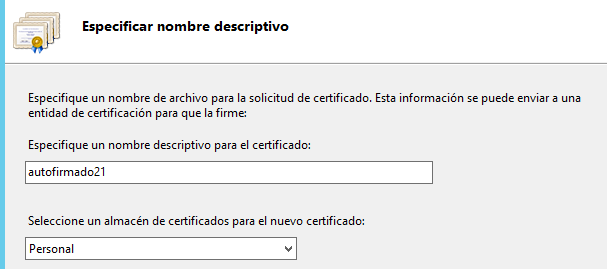 Especificar nombre descriptivo
Especifique un nombre de archivo para la solicitud de certificado. Esta información se puede enviar a una
entidad de certificación para que la firme:
Especifique un nombre descriptivo para el certificado:
autofirmado21
Seleccione un almacén de certificados para el nuevo certificado:
Personal